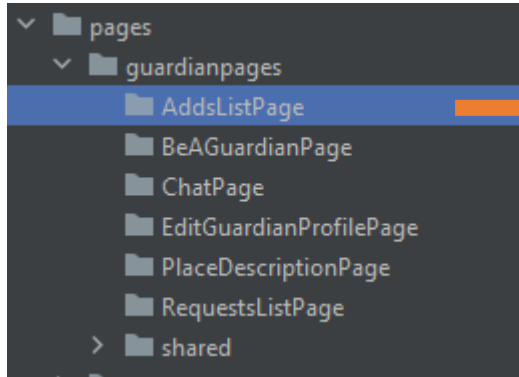 pages
guardianpages
AddsListPage
BeAGuardianPage
ChatPage
EditGuardianProfilePage
PlaceDescriptionPage
RequestsListPage
shared